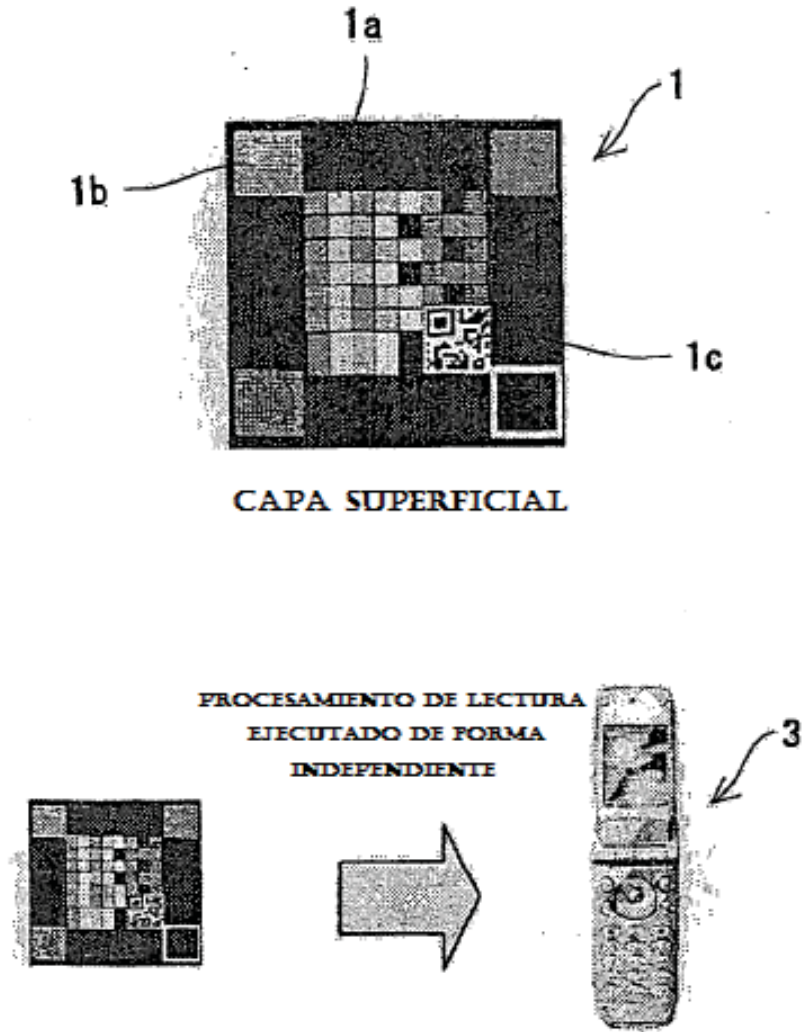 1a
1
1b
1c
CAPA SUPERFICIAL
PROCESAMIENTO DE LECTURA
EJECUTADO DE FORMA
INDEPENDIENTE
3